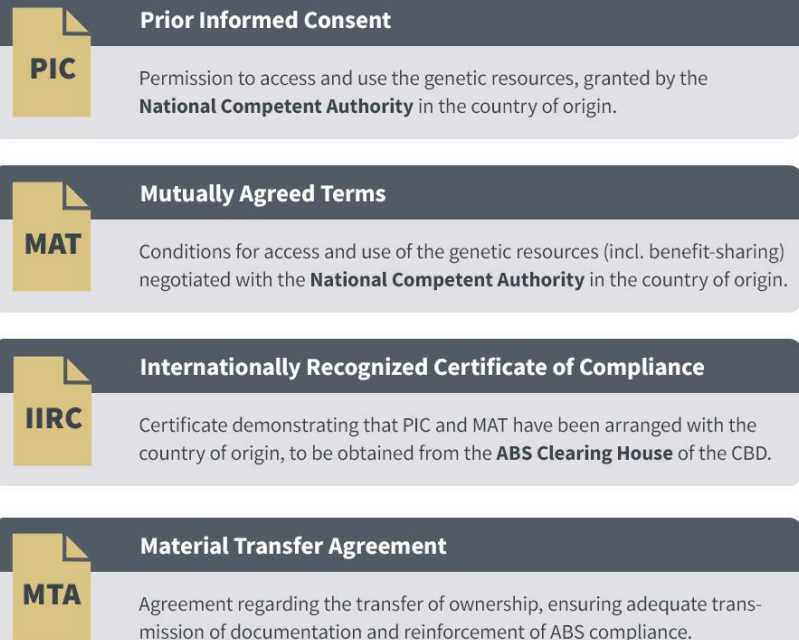 Prior Informed Consent
PIC
Permission to access and use the genetic resources, granted by the
National Competent Authority in the country of origin.
Mutually Agreed Terms
MAT
Conditions for access and use of the genetic resources (incl. benefit-sharing)
negotiated with the National Competent Authority in the country of origin.
Internationally Recognized Certificate of Compliance
IIRC
Certificate demonstrating that PIC and MAT have been arranged with the
country of origin, to be obtained from the ABS Clearing House of the CBD.
Material Transfer Agreement
MTA
Agreement regarding the transfer of ownership, ensuring adequate trans-
mission of documentation and reinforcement of ABS compliance.